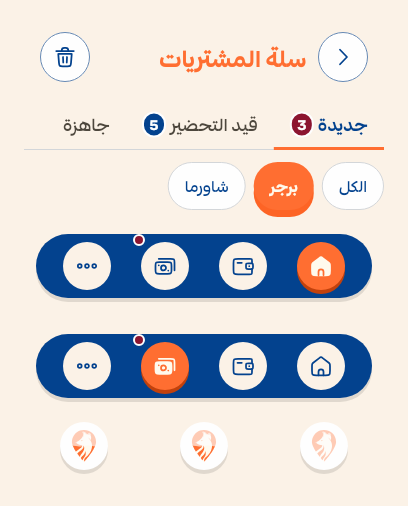 سلة المشتريات
جديدة 3 قيد التحضير 5 جاهزة
الكل برجر شاورما